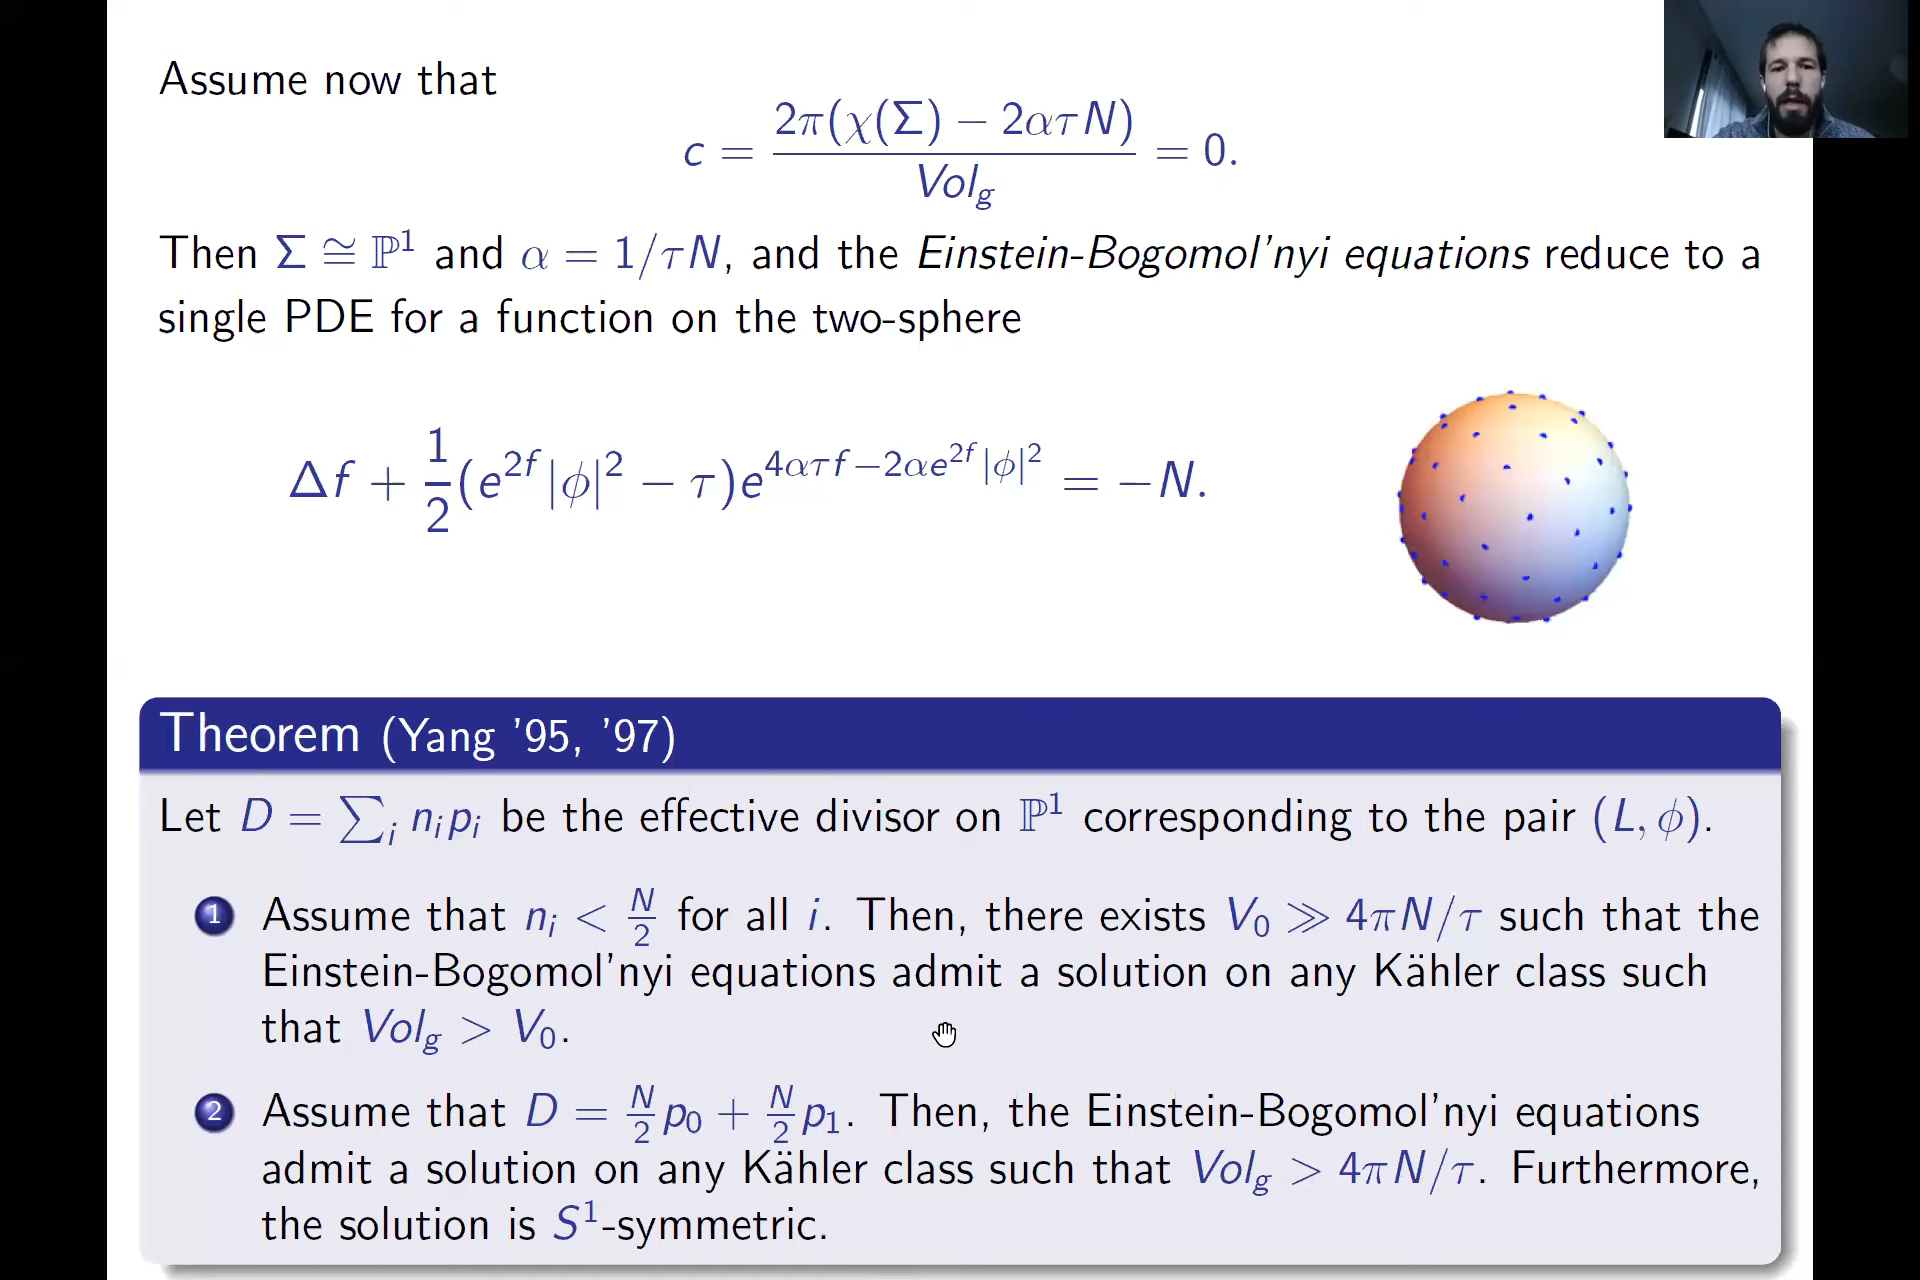 Assume now that
c = 2π(χ(Σ) − 2ατN) / Vol_g = 0.
Then Σ ≅ ℙ¹ and α = 1/τN, and the Einstein-Bogomol'nyi equations reduce to a
single PDE for a function on the two-sphere
Δf + 1/2 (e^{2f}|ϕ|² − τ)e^{4ατf−2αe^{2f}|ϕ|²} = −N.
Theorem (Yang '95, '97)
Let D = ∑_i n_i p_i be the effective divisor on ℙ¹ corresponding to the pair (L, ϕ).
1 Assume that n_i < N/2 for all i. Then, there exists V₀ ≫ 4πN/τ such that the
Einstein-Bogomol'nyi equations admit a solution on any Kähler class such
that Vol_g > V₀.
2 Assume that D = N/2 p₀ + N/2 p₁. Then, the Einstein-Bogomol'nyi equations
admit a solution on any Kähler class such that Vol_g > 4πN/τ. Furthermore,
the solution is S¹-symmetric.